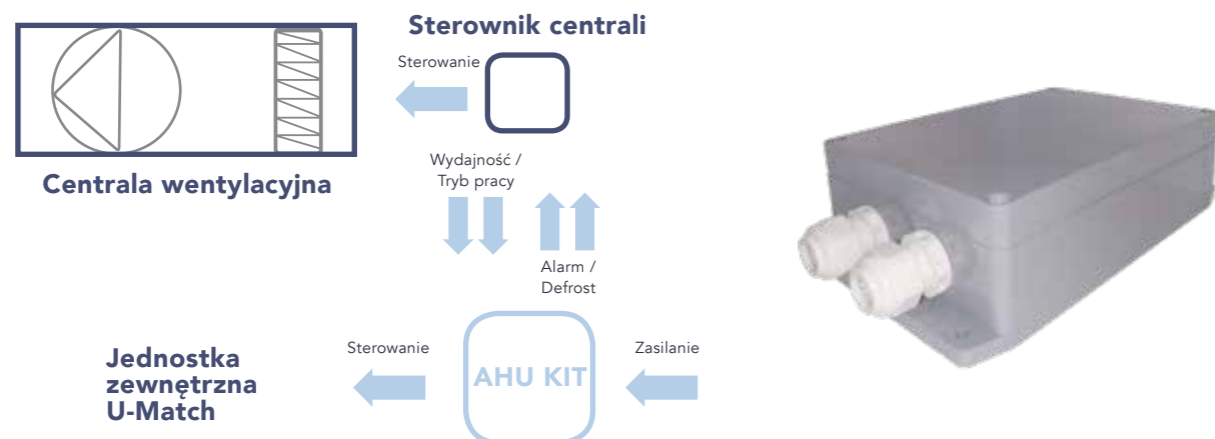 Sterownik centrali
Sterowanie
Centrala wentylacyjna
Wydajność /
Tryb pracy
Alarm /
Defrost
Jednostka
zewnętrzna
U-Match
Sterowanie
AHU KIT
Zasilanie